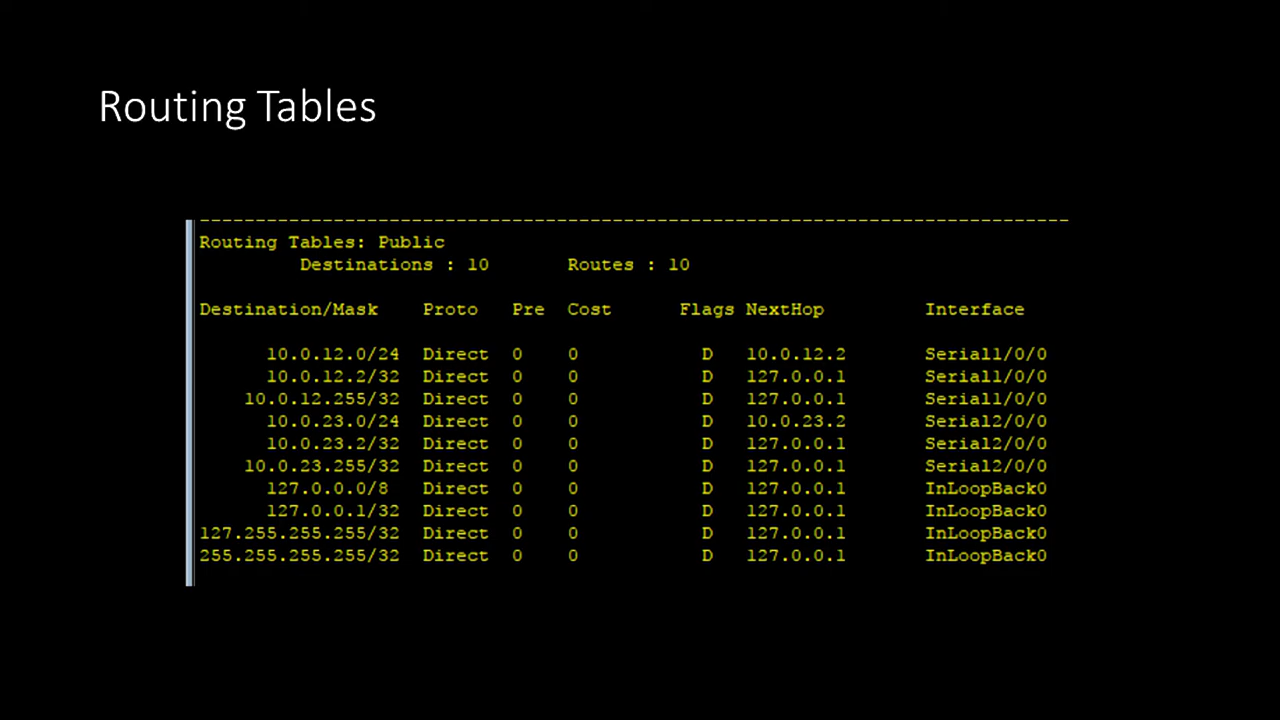 Routing Tables
------------------------------------------------------------------------------
Routing Tables: Public
Destinations : 10 Routes : 10
Destination/Mask Proto Pre Cost Flags NextHop Interface
10.0.12.0/24 Direct 0 0 D 10.0.12.2 Serial1/0/0
10.0.12.2/32 Direct 0 0 D 127.0.0.1 Serial1/0/0
10.0.12.255/32 Direct 0 0 D 127.0.0.1 Serial1/0/0
10.0.23.0/24 Direct 0 0 D 10.0.23.2 Serial2/0/0
10.0.23.2/32 Direct 0 0 D 127.0.0.1 Serial2/0/0
10.0.23.255/32 Direct 0 0 D 127.0.0.1 Serial2/0/0
127.0.0.0/8 Direct 0 0 D 127.0.0.1 InLoopBack0
127.0.0.1/32 Direct 0 0 D 127.0.0.1 InLoopBack0
127.255.255.255/32 Direct 0 0 D 127.0.0.1 InLoopBack0
255.255.255.255/32 Direct 0 0 D 127.0.0.1 InLoopBack0